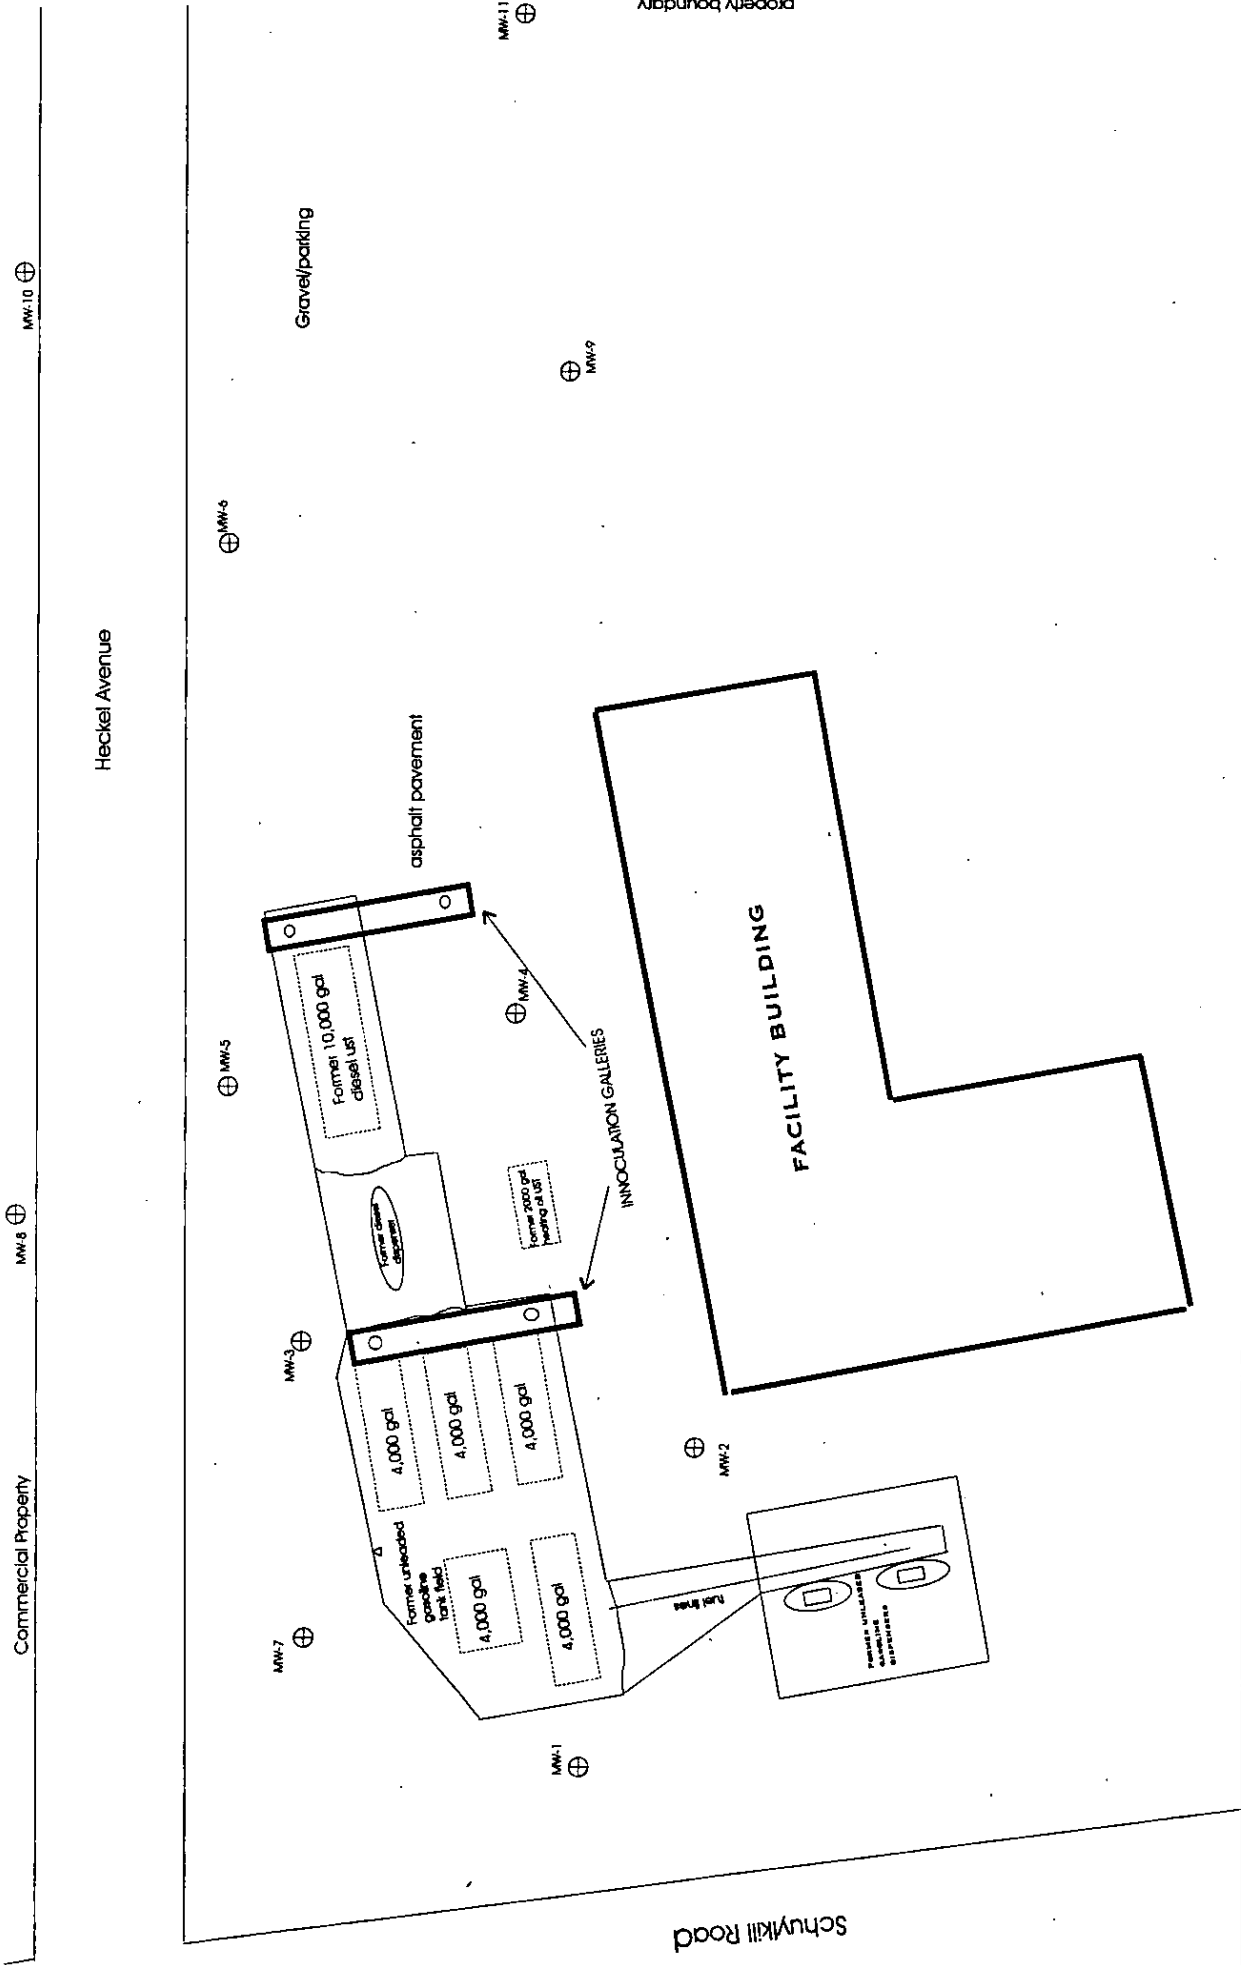 MW-11
property boundary
MW-10
Gravel/parking
MW-9
MW-6
Heckel Avenue
asphalt pavement
MW-5
Former 10,000 gal
diesel UST
MW-4
MW-8
Former diesel
dispenser
Former 2000 gal
heating oil UST
INNOCULATION GALLERIES
FACILITY BUILDING
MW-3
4,000 gal
4,000 gal
4,000 gal
MW-2
Commercial Property
Former unleaded
gasoline
tank field
4,000 gal
4,000 gal
fuel lines
FORMER UNLEADED
GASOLINE
DISPENSERS
MW-7
MW-1
Schuylkill Road